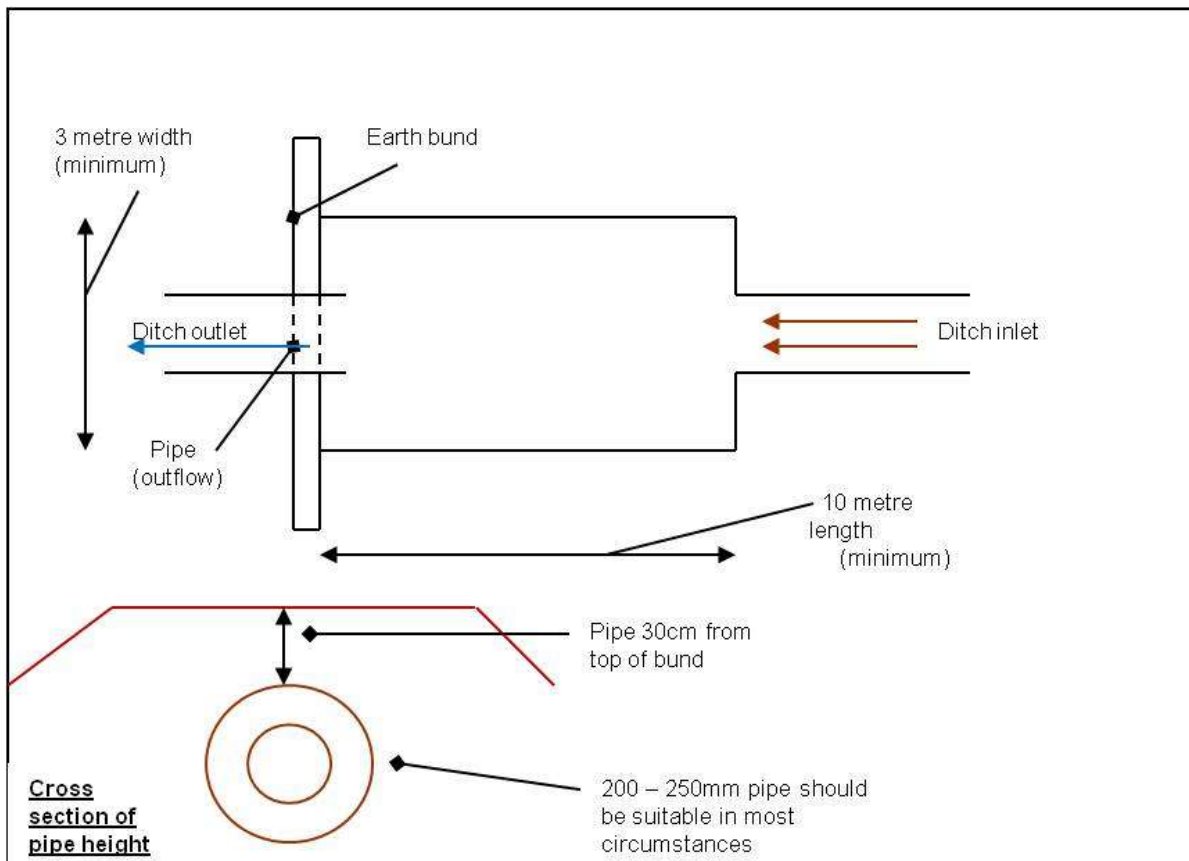 3 metre width
(minimum)
Earth bund
Ditch outlet
Ditch inlet
Pipe
(outflow)
10 metre
length
(minimum)
Pipe 30cm from
top of bund
Cross
section of
pipe height
200 – 250mm pipe should
be suitable in most
circumstances